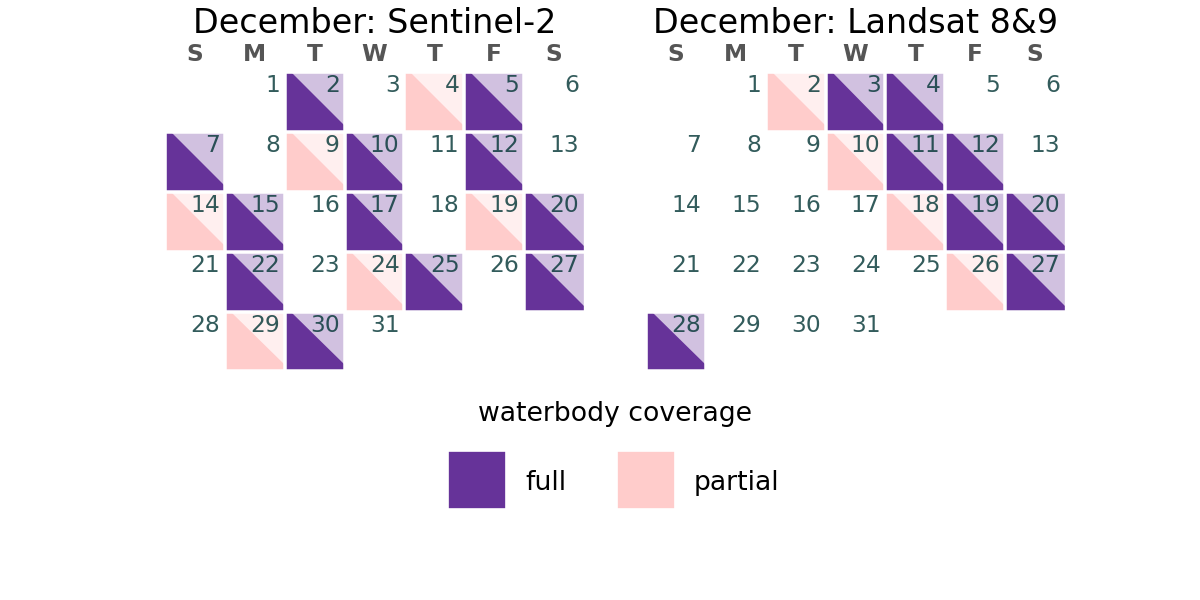 December: Sentinel-2
S M T W T F S
1 2 3 4 5 6
7 8 9 10 11 12 13
14 15 16 17 18 19 20
21 22 23 24 25 26 27
28 29 30 31
December: Landsat 8&9
S M T W T F S
1 2 3 4 5 6
7 8 9 10 11 12 13
14 15 16 17 18 19 20
21 22 23 24 25 26 27
28 29 30 31
waterbody coverage
full partial